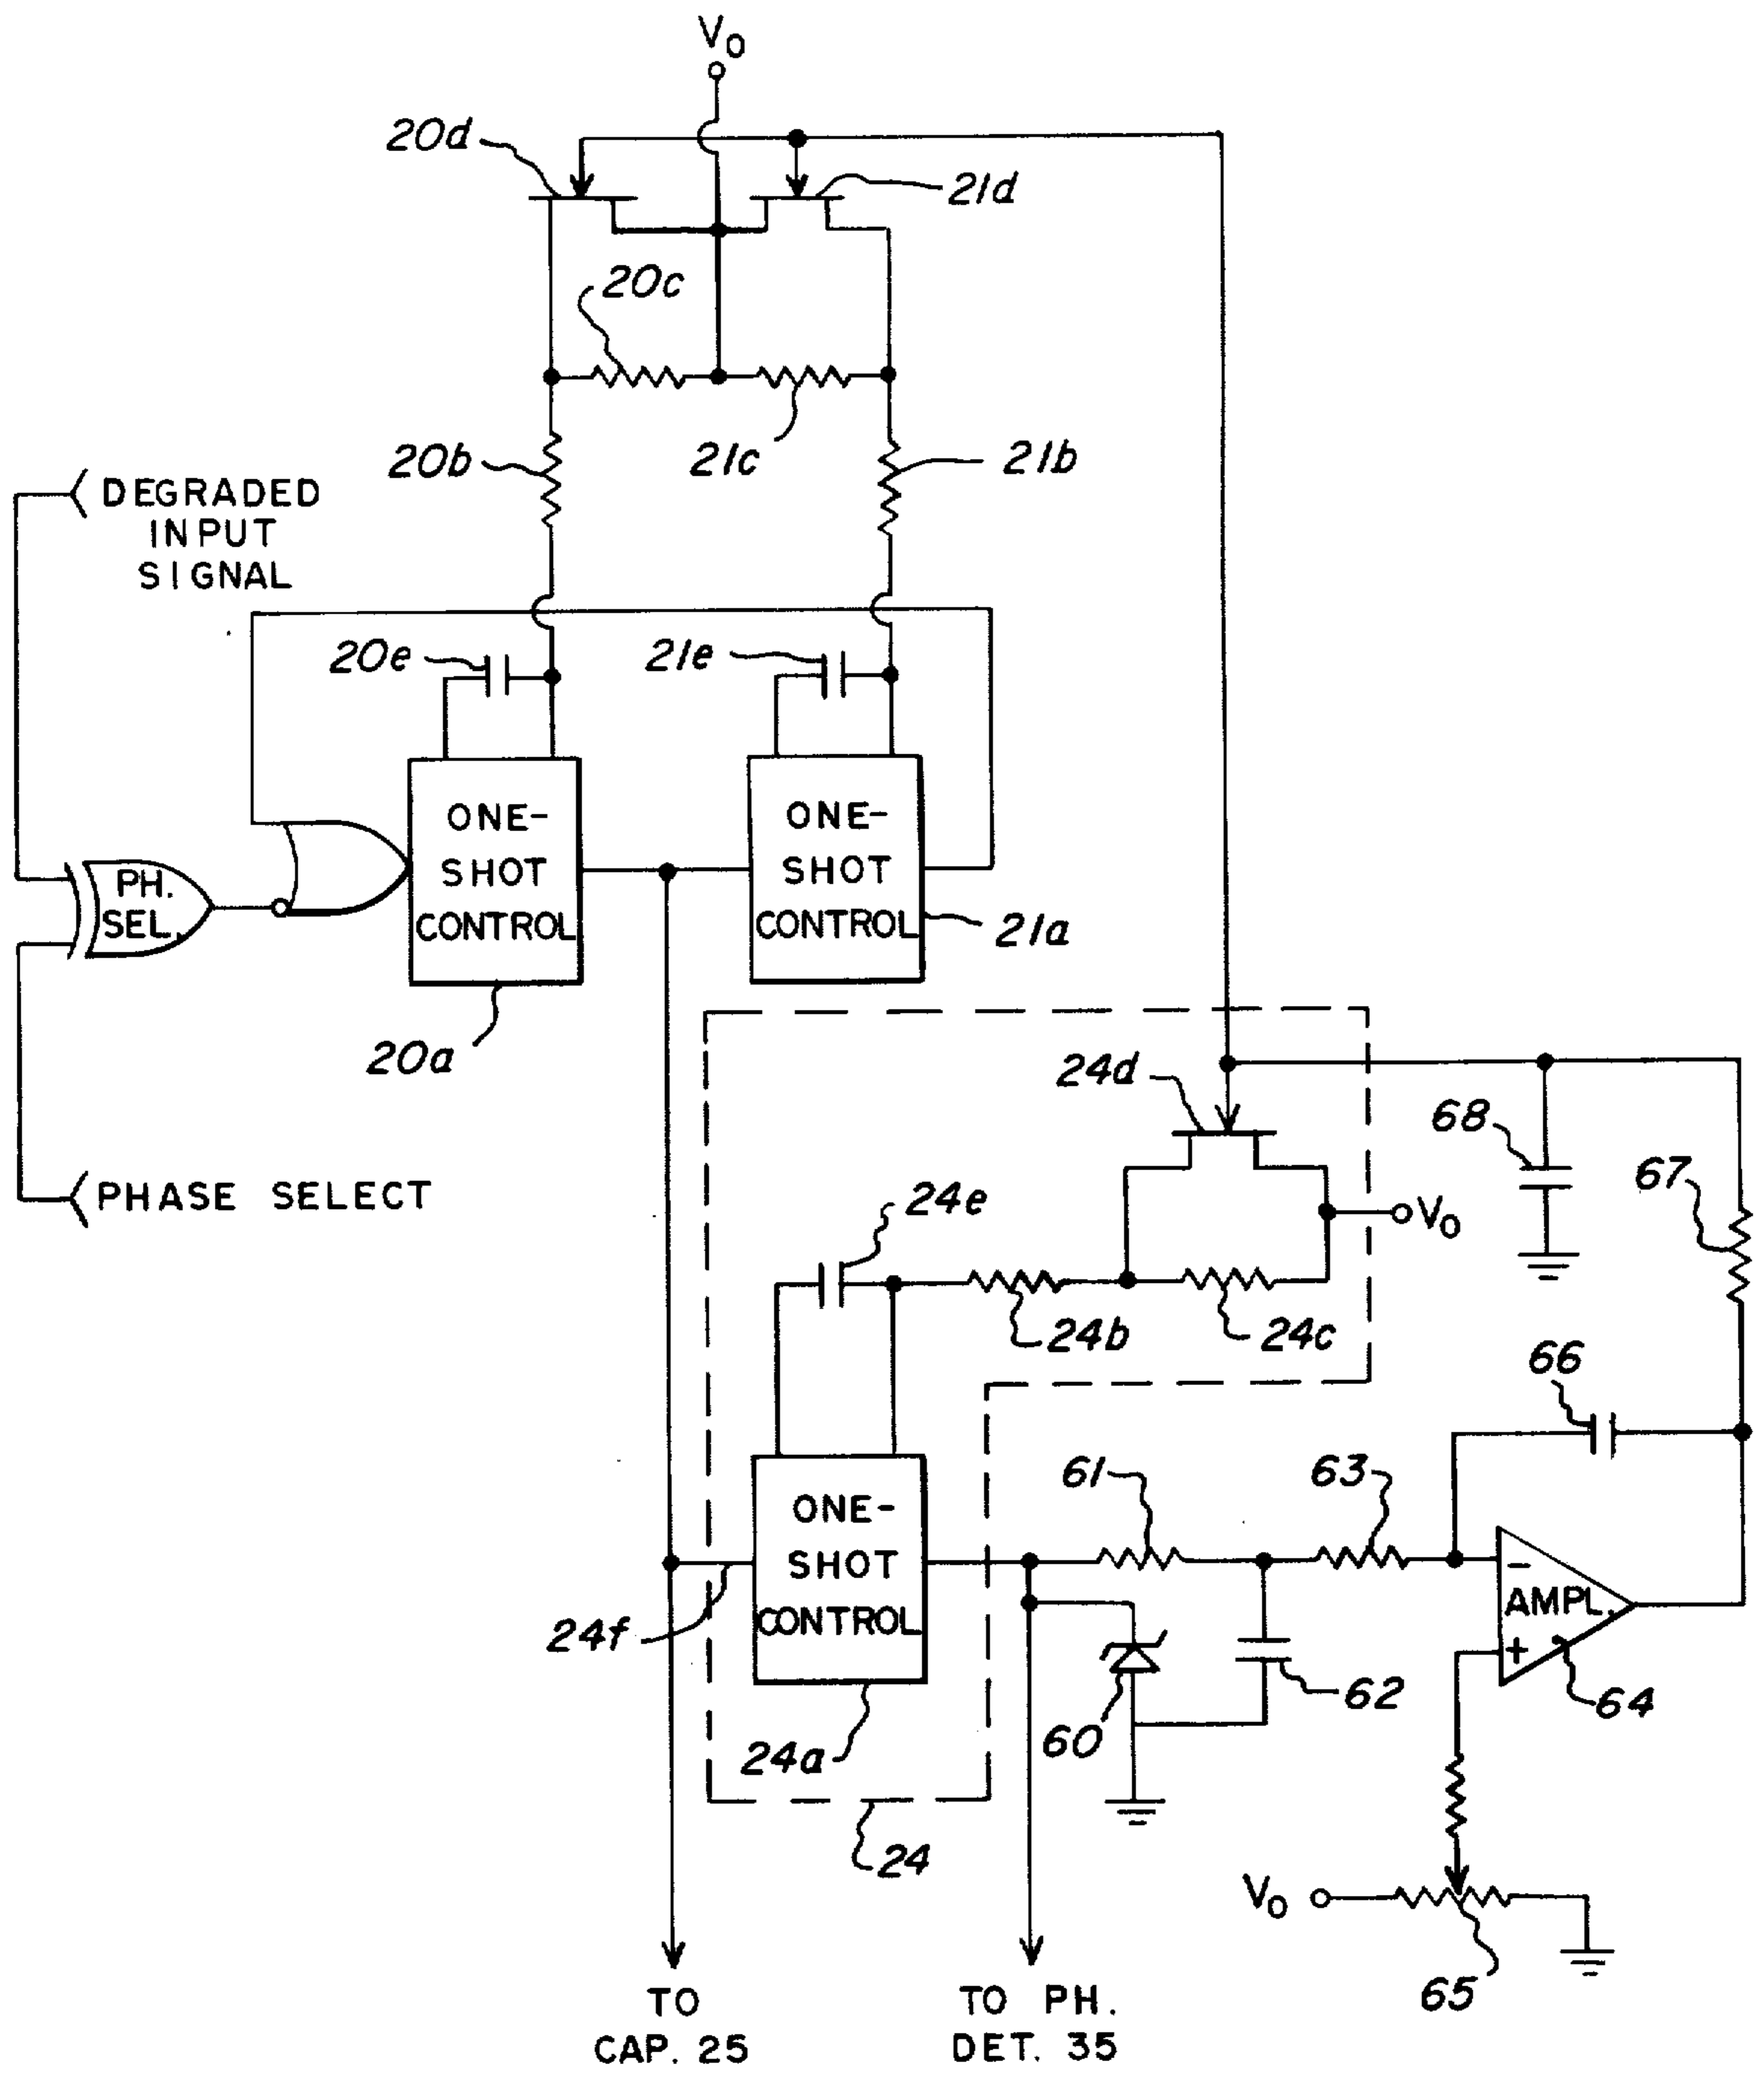 V0
20d
21d
20c
20b
21c
21b
DEGRADED
INPUT
SIGNAL
20e
21e
ONE-
SHOT
CONTROL
ONE-
SHOT
CONTROL
PH.
SEL.
21a
20a
24d
68
67
PHASE SELECT
24e
V0
24b
24c
66
61
63
ONE-
SHOT
CONTROL
AMPL.
-
+
24f
62
64
60
24a
24
V0
65
TO
CAP. 25
TO PH.
DET. 35